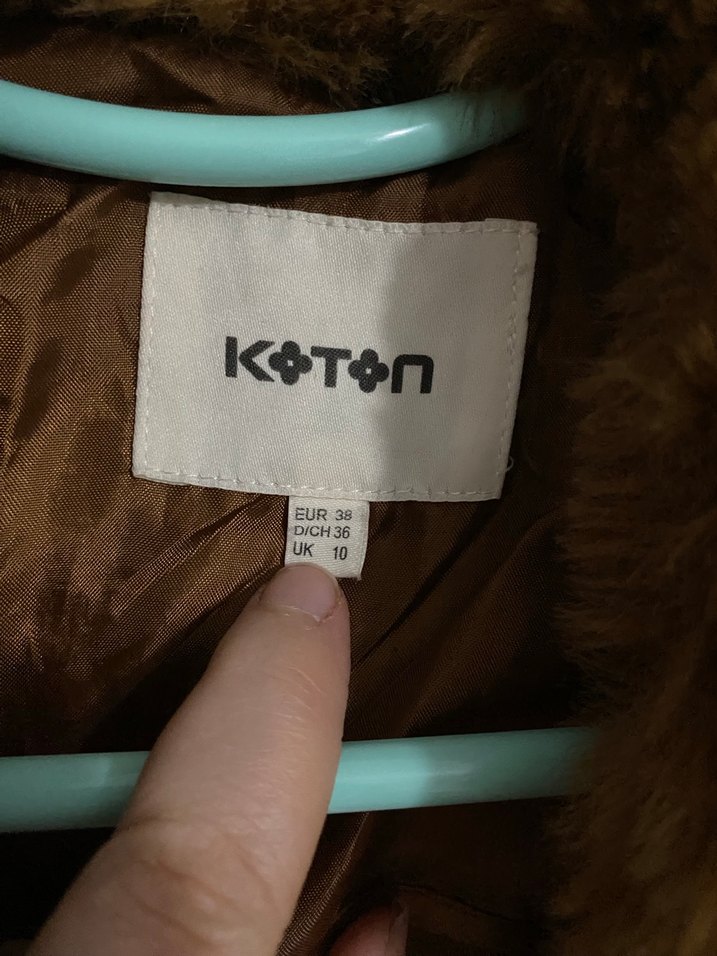 KOTON
EUR 38
D/CH 36
UK 10